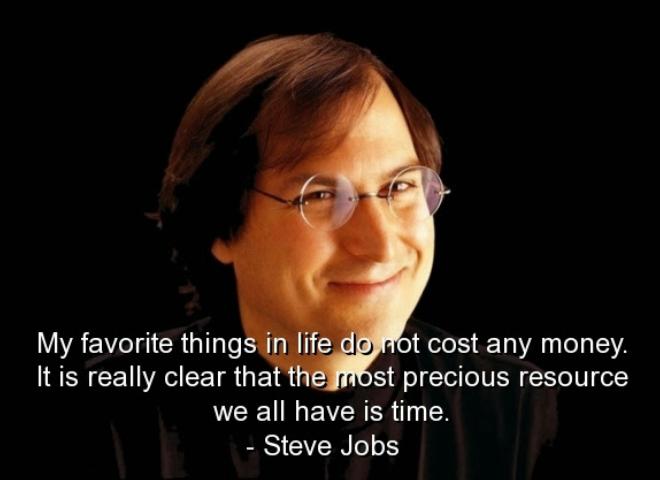 My favorite things in life do not cost any money.
It is really clear that the most precious resource
we all have is time.
- Steve Jobs